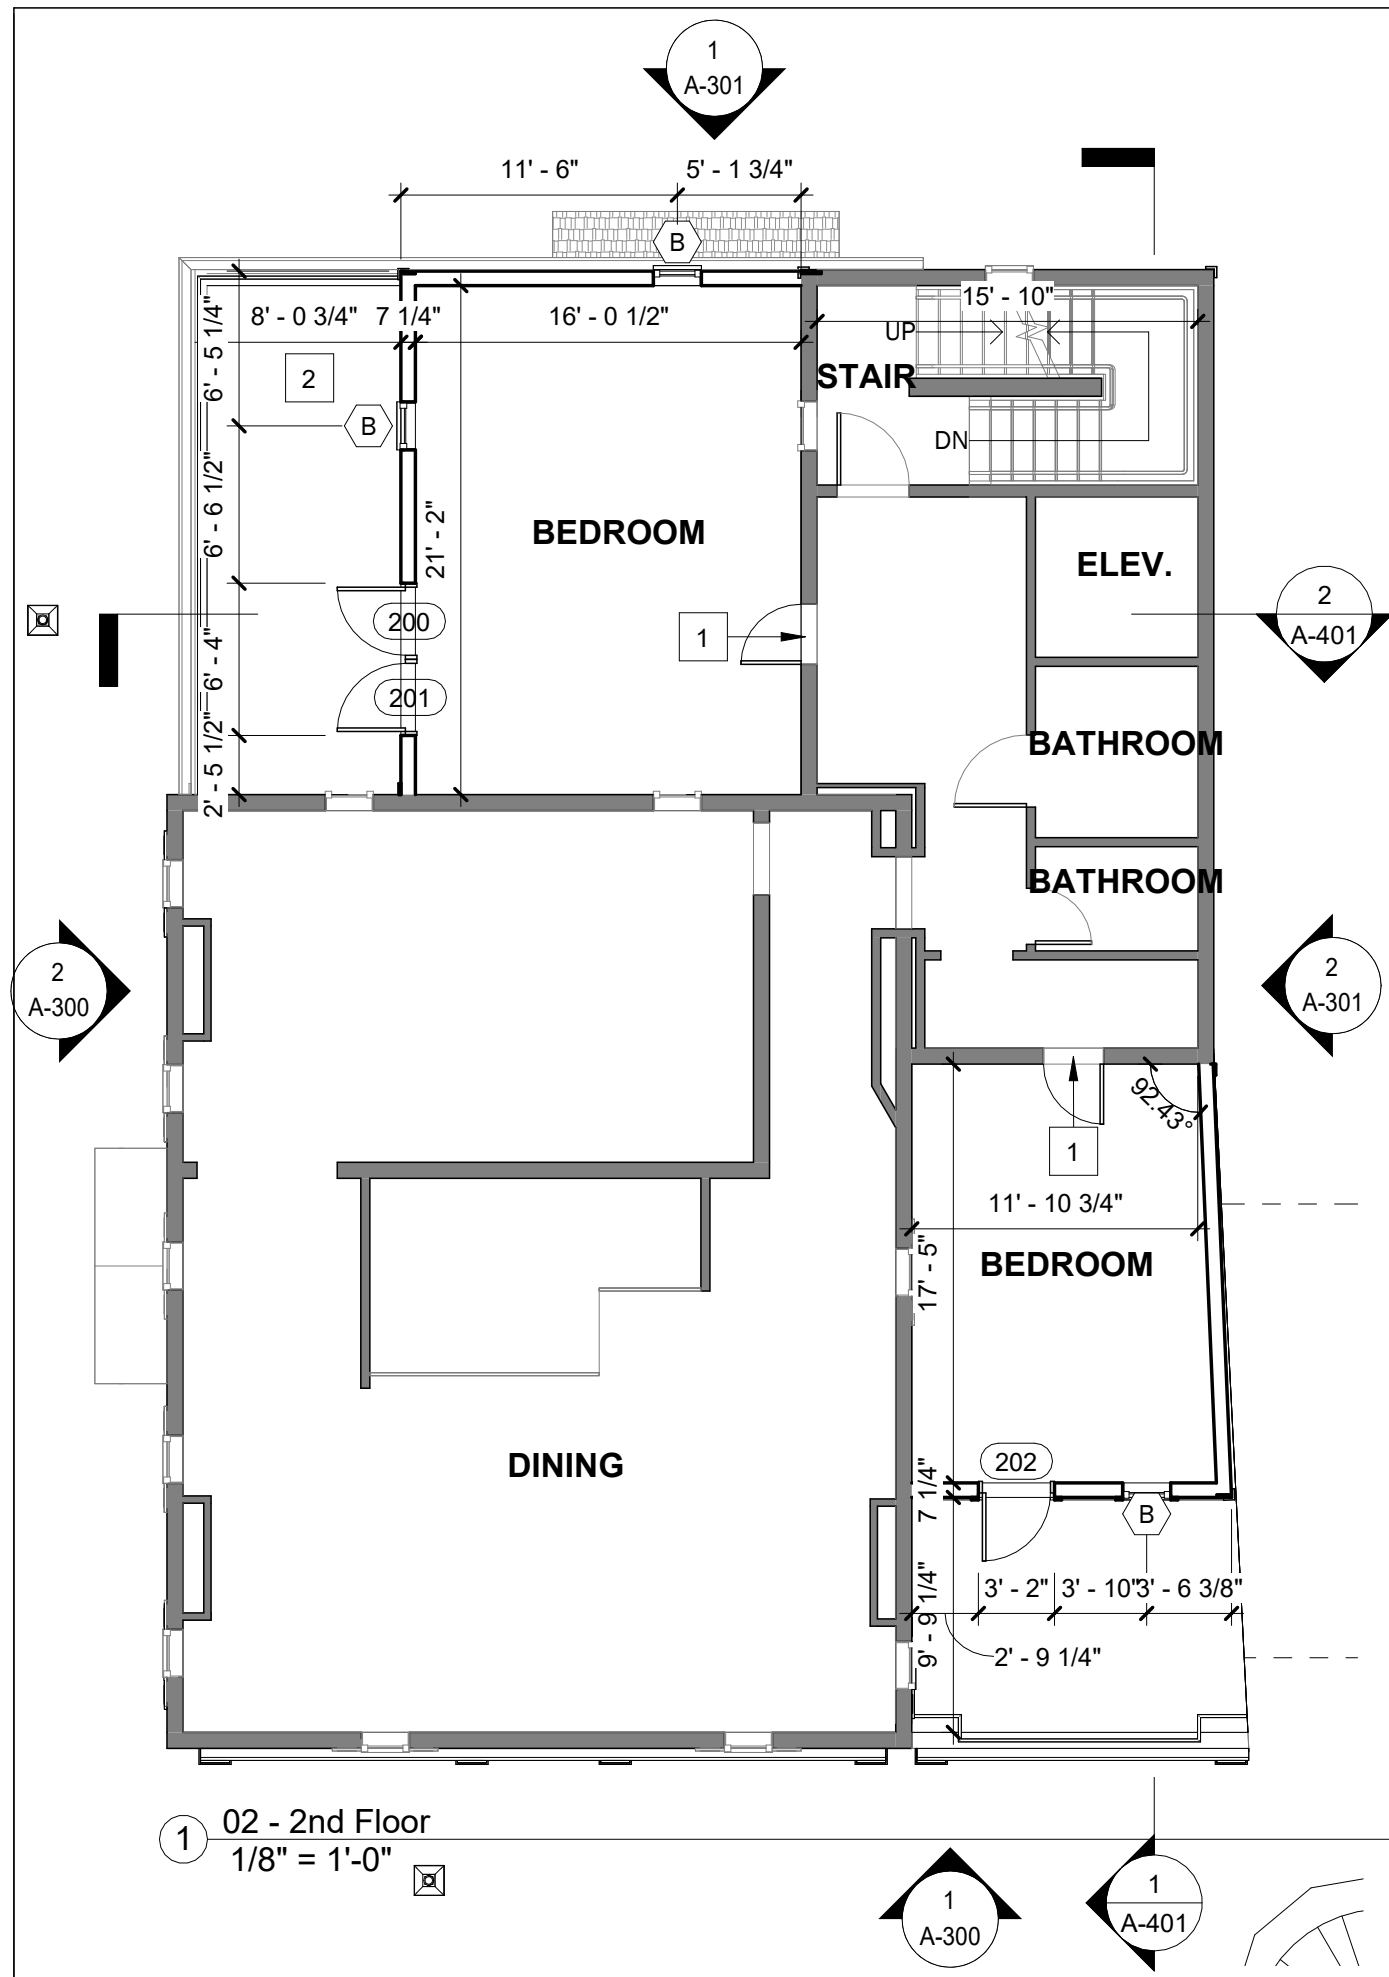 1
A-301
11' - 6"
5' - 1 3/4"
B
8' - 0 3/4"
7 1/4"
16' - 0 1/2"
15' - 10"
6' - 5 1/4"
UP
2
STAIR
B
DN
6' - 6 1/2"
21' - 2"
BEDROOM
ELEV.
2
A-401
200
1
6' - 4"
201
2' - 5 1/2"
BATHROOM
BATHROOM
2
A-300
2
A-301
92.43°
1
11' - 10 3/4"
17' - 5"
BEDROOM
DINING
202
7 1/4"
B
9' - 9 1/4"
3' - 2"
3' - 10"
3' - 6 3/8"
2' - 9 1/4"
1
02 - 2nd Floor
1/8" = 1'-0"
1
A-300
1
A-401